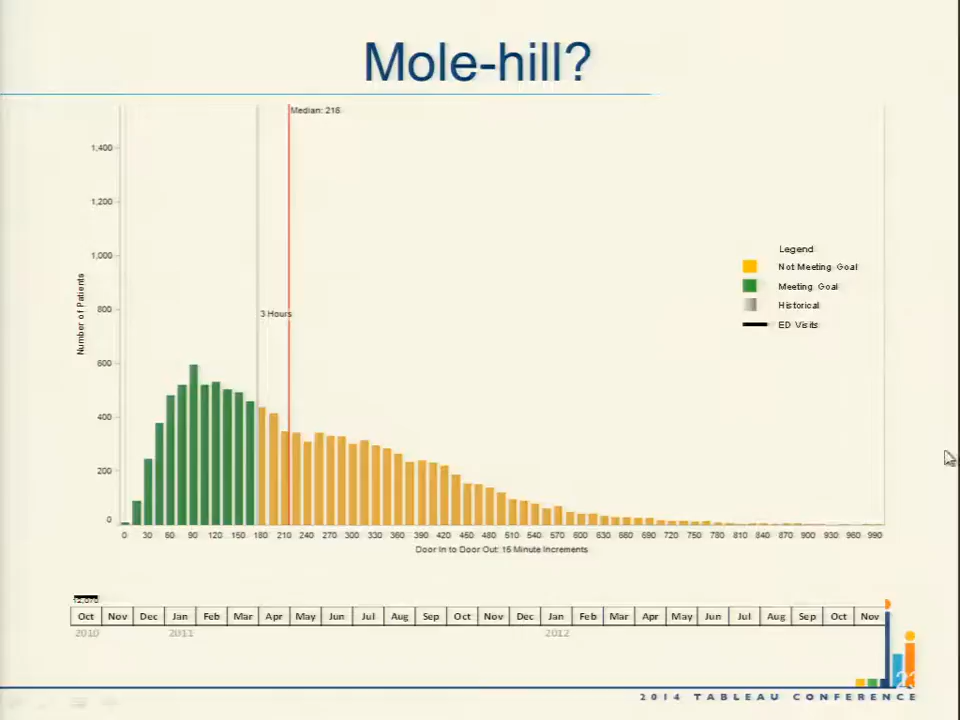 Mole-hill?
Median: 218
1,400
1,200
1,000
800
600
400
200
0
Number of Patients
3 Hours
Legend
Not Meeting Goal
Meeting Goal
Historical
ED Visits
0 30 60 90 120 150 180 210 240 270 300 330 360 390 420 450 480 510 540 570 600 630 660 690 720 750 780 810 840 870 900 930 960 990
Door In to Door Out: 15 Minute Increments
Oct Nov Dec Jan Feb Mar Apr May Jun Jul Aug Sep Oct Nov Dec Jan Feb Mar Apr May Jun Jul Aug Sep Oct Nov
2010 2011 2012
2014 TABLEAU CONFERENCE